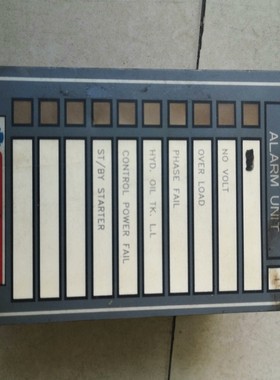 ALARM UNIT
NO VOLT
OVER LOAD
PHASE FAIL
HYD. OIL TK. L.L
CONTROL POWER FAIL
ST/BY STARTER